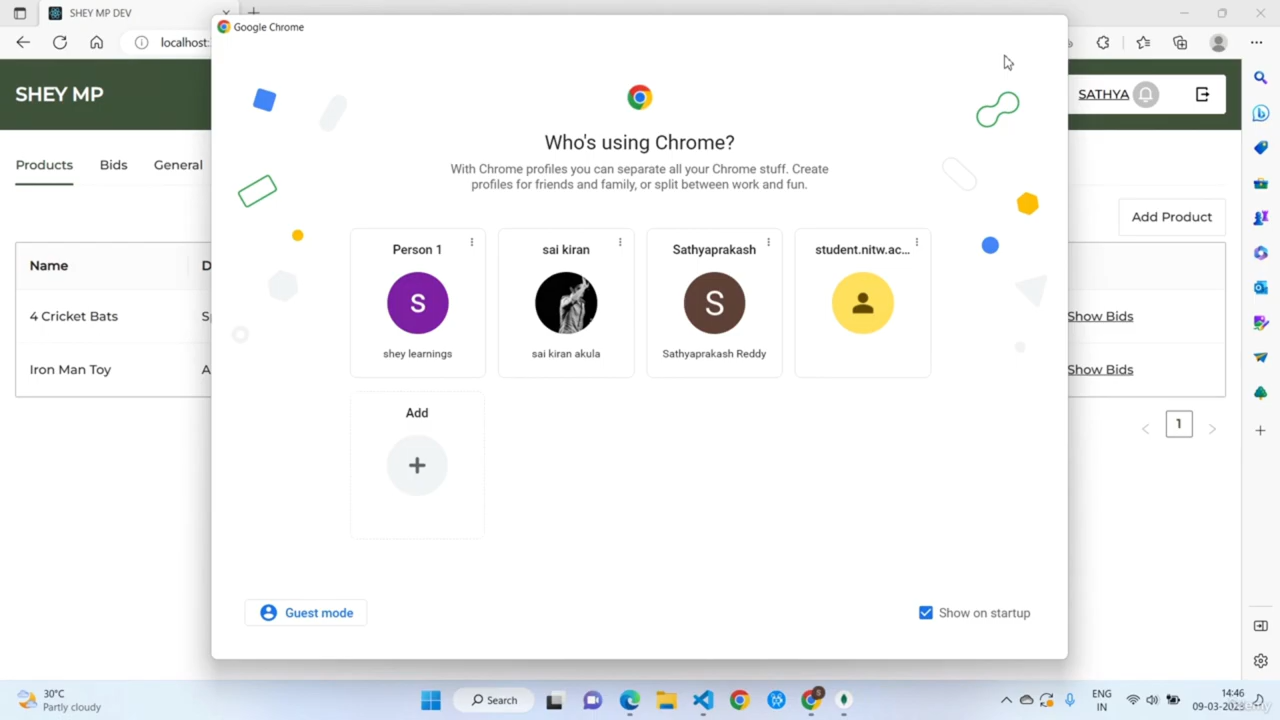 SHEY MP DEV
localhost:
Google Chrome
SHEY MP
SATHYA
Products
Bids
General
Add Product
Name
D
4 Cricket Bats
Sp
Show Bids
Iron Man Toy
A
Show Bids
1
Who's using Chrome?
With Chrome profiles you can separate all your Chrome stuff. Create
profiles for friends and family, or split between work and fun.
Person 1
S
shey learnings
sai kiran
sai kiran akula
Sathyaprakash
S
Sathyaprakash Reddy
student.nitw.ac...
Add
Guest mode
Show on startup
30°C
Partly cloudy
Search
ENG
IN
14:46